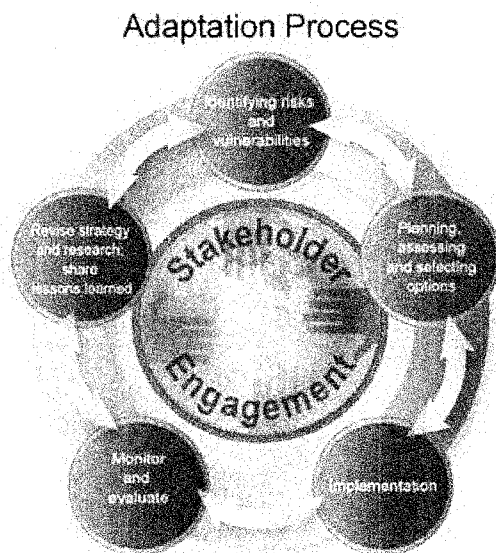 Adaptation Process
Identifying risks
and
vulnerabilities
Planning,
assessing
and selecting
options
Implementation
Monitor
and
evaluate
Revise strategy
and research;
share
lessons learned
Stakeholder
Engagement